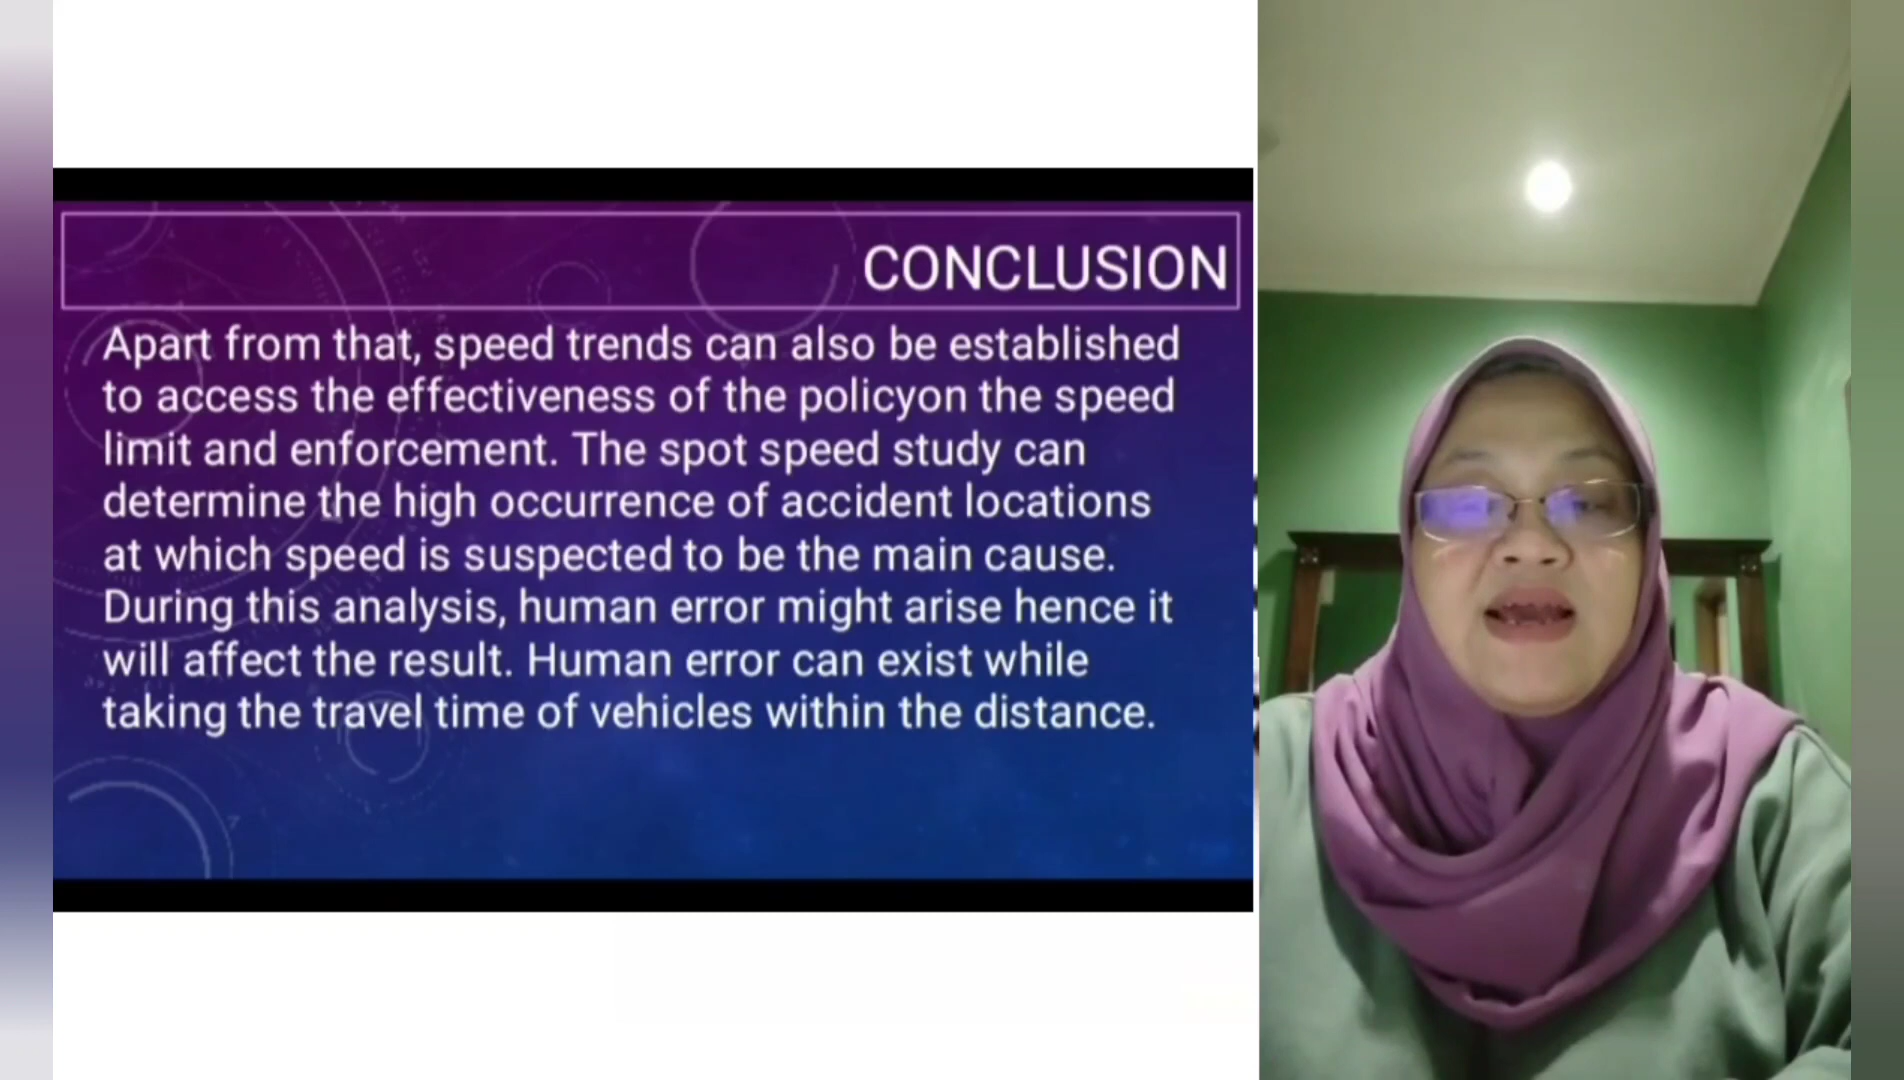 CONCLUSION
Apart from that, speed trends can also be established
to access the effectiveness of the policyon the speed
limit and enforcement. The spot speed study can
determine the high occurrence of accident locations
at which speed is suspected to be the main cause.
During this analysis, human error might arise hence it
will affect the result. Human error can exist while
taking the travel time of vehicles within the distance.